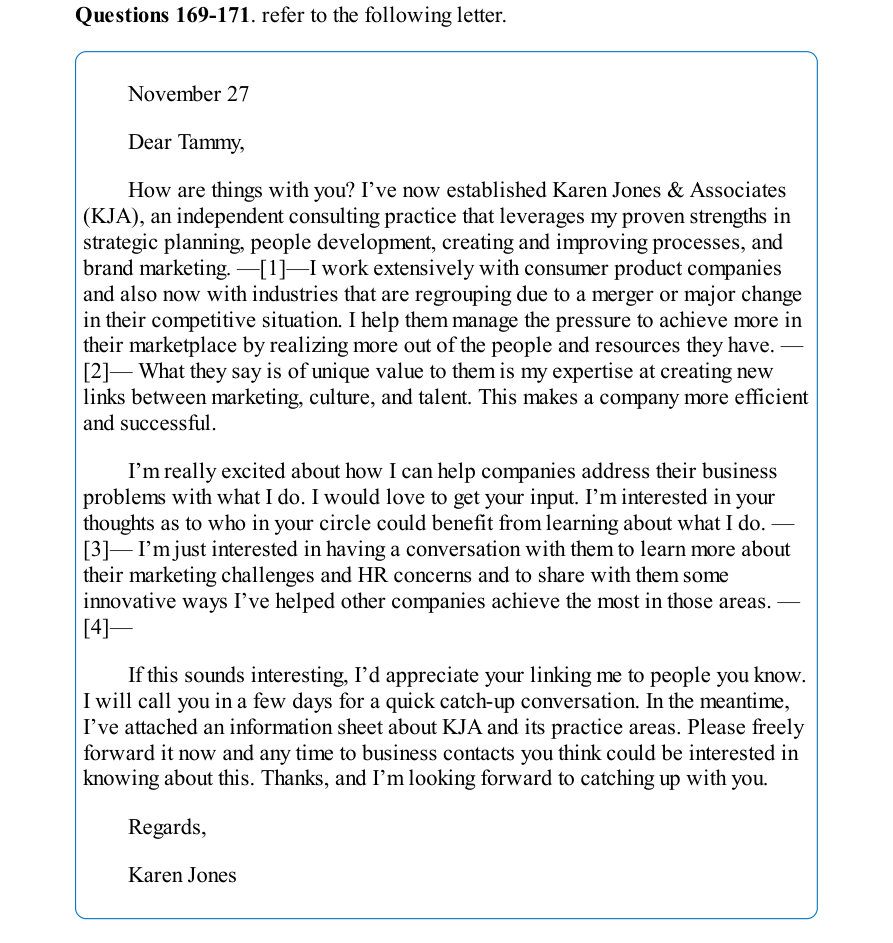 Questions 169-171. refer to the following letter.
November 27
Dear Tammy,
How are things with you? I’ve now established Karen Jones & Associates
(KJA), an independent consulting practice that leverages my proven strengths in
strategic planning, people development, creating and improving processes, and
brand marketing. —[1]—I work extensively with consumer product companies
and also now with industries that are regrouping due to a merger or major change
in their competitive situation. I help them manage the pressure to achieve more in
their marketplace by realizing more out of the people and resources they have. —
[2]— What they say is of unique value to them is my expertise at creating new
links between marketing, culture, and talent. This makes a company more efficient
and successful.
I’m really excited about how I can help companies address their business
problems with what I do. I would love to get your input. I’m interested in your
thoughts as to who in your circle could benefit from learning about what I do. —
[3]— I’m just interested in having a conversation with them to learn more about
their marketing challenges and HR concerns and to share with them some
innovative ways I’ve helped other companies achieve the most in those areas. —
[4]—
If this sounds interesting, I’d appreciate your linking me to people you know.
I will call you in a few days for a quick catch-up conversation. In the meantime,
I’ve attached an information sheet about KJA and its practice areas. Please freely
forward it now and any time to business contacts you think could be interested in
knowing about this. Thanks, and I’m looking forward to catching up with you.
Regards,
Karen Jones